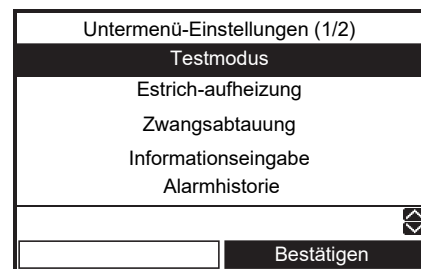 Untermenü-Einstellungen (1/2)
Testmodus
Estrich-aufheizung
Zwangsabtauung
Informationseingabe
Alarmhistorie
Bestätigen